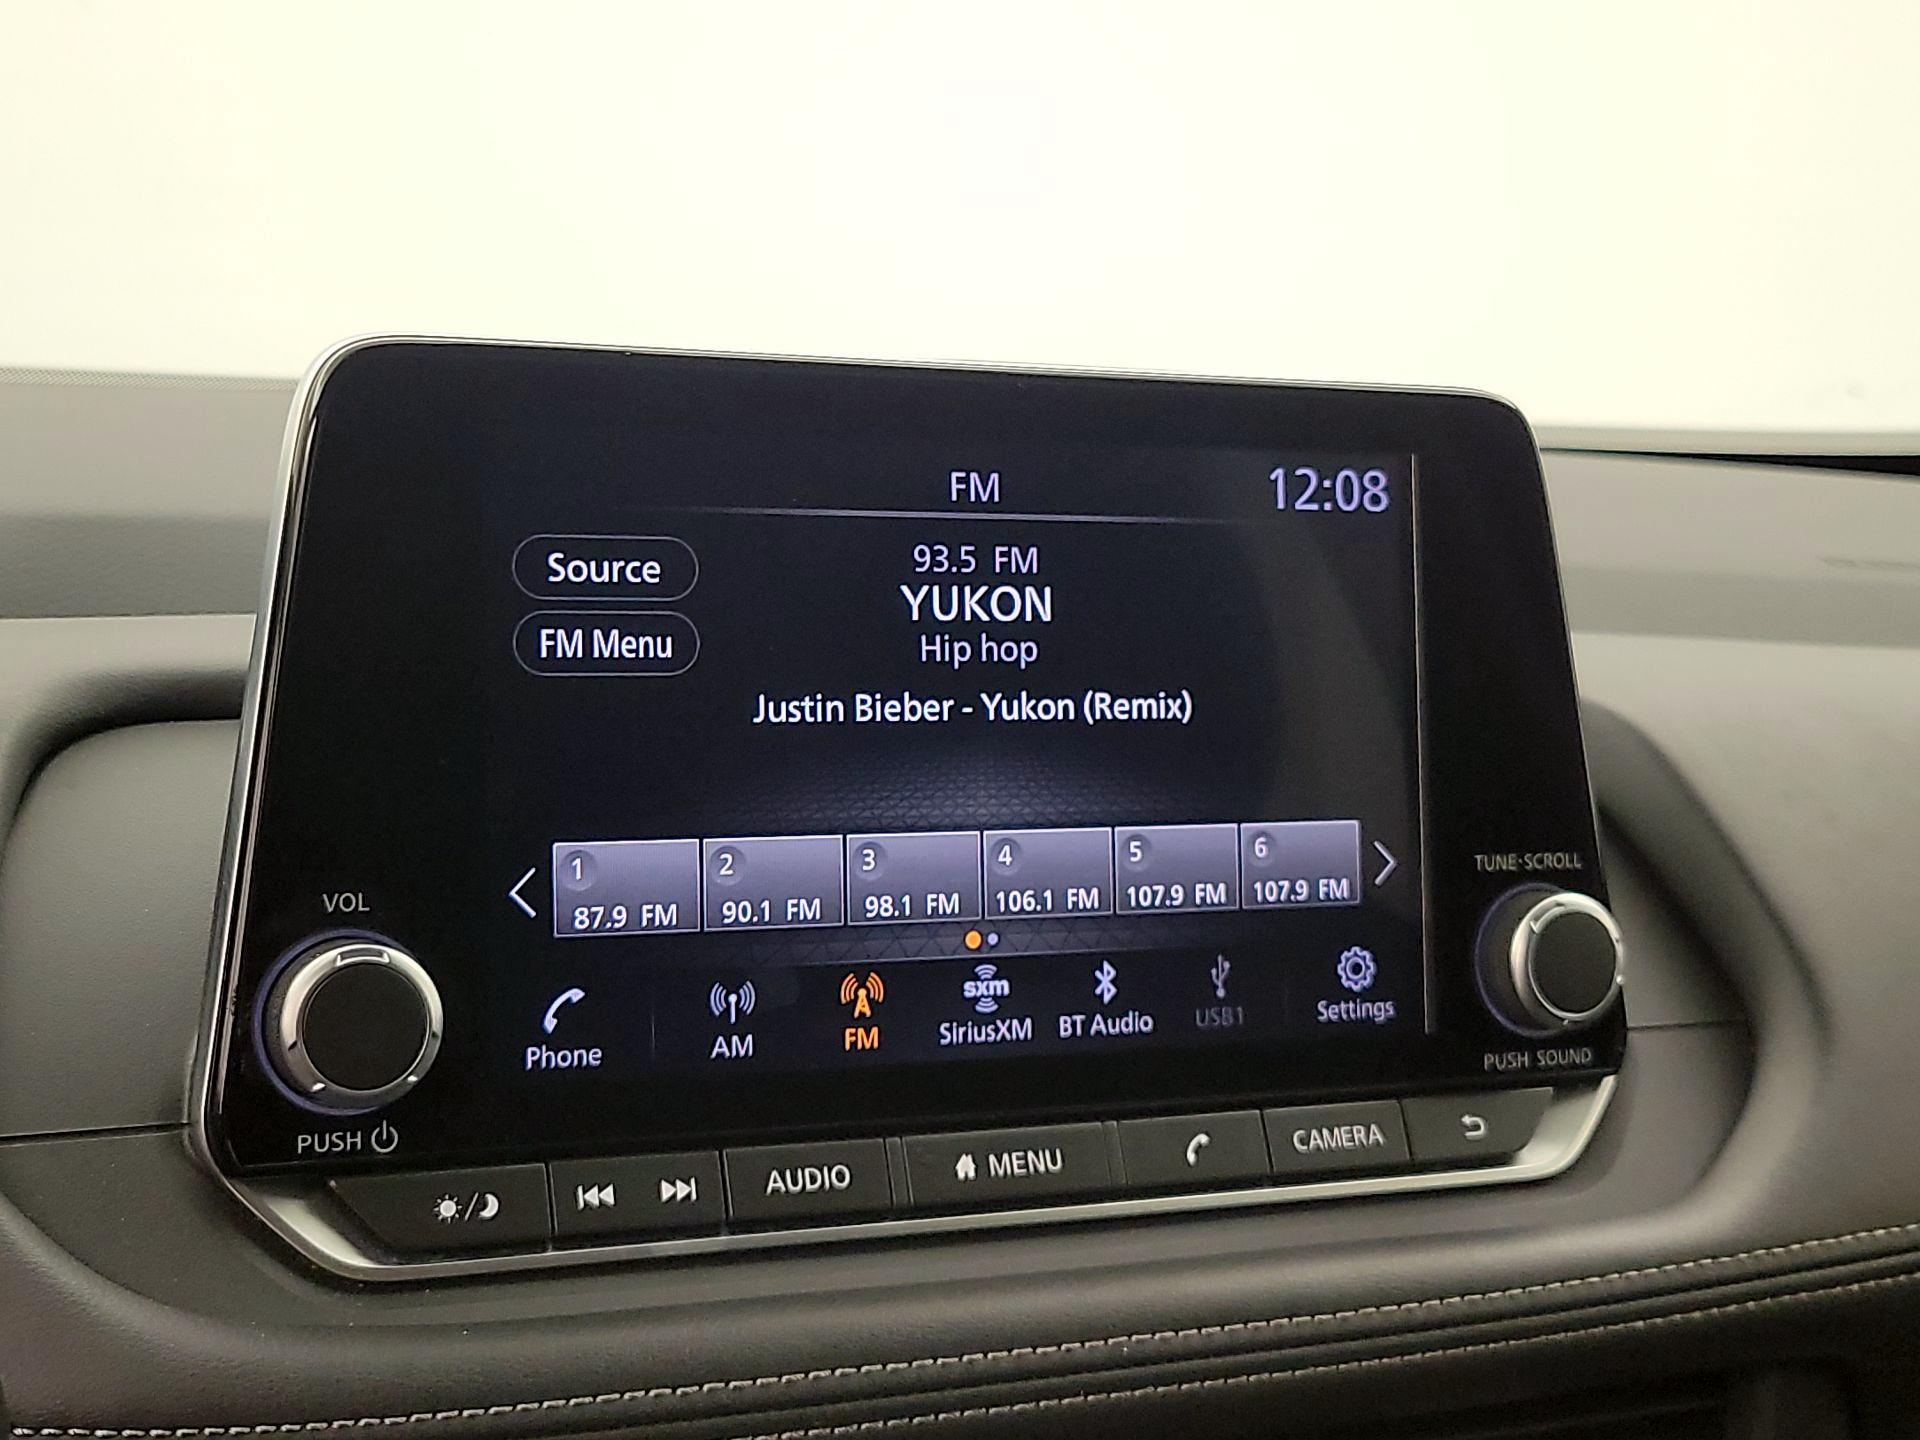 FM 12:08
Source
93.5 FM
YUKON
FM Menu
Hip hop
Justin Bieber - Yukon (Remix)
1 2 3 4 5 6
87.9 FM 90.1 FM 98.1 FM 106.1 FM 107.9 FM 107.9 FM
sxm
Phone AM FM SiriusXM BT Audio USB1 Settings
VOL
PUSH
TUNE·SCROLL
PUSH SOUND
AUDIO MENU CAMERA